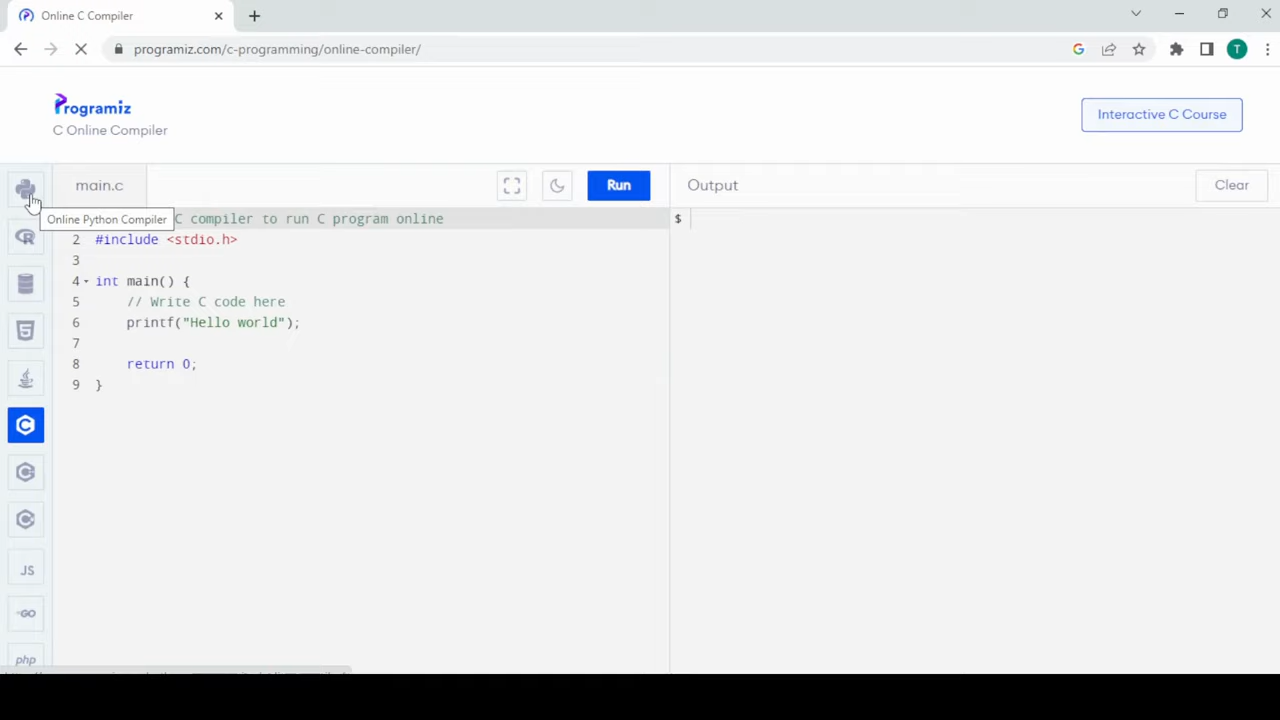 Online C Compiler
programiz.com/c-programming/online-compiler/
T
Programiz
C Online Compiler
Interactive C Course
main.c
Run
Output
Clear
Online Python Compiler
C compiler to run C program online
$
2 #include <stdio.h>
3
4 int main() {
5 // Write C code here
6 printf("Hello world");
7
8 return 0;
9 }
JS
GO
php